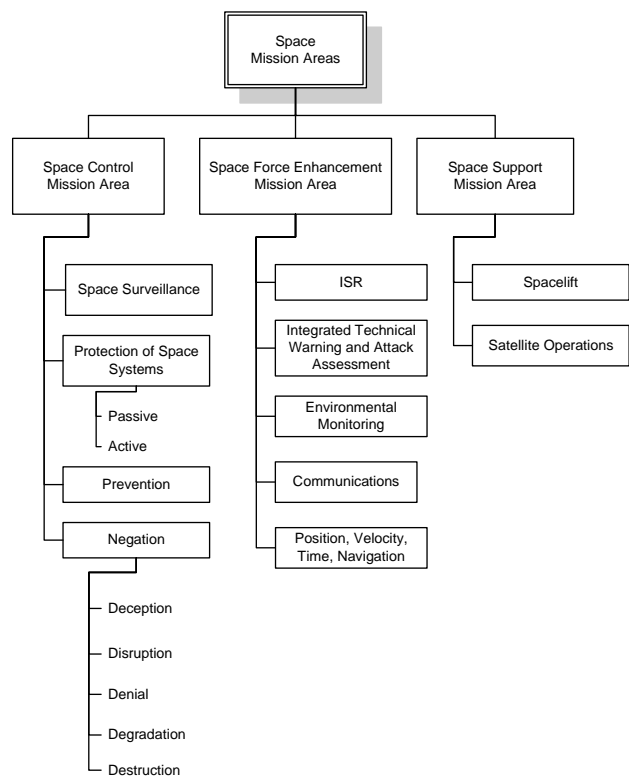 Space
Mission Areas
Space Control
Mission Area
Space Surveillance
Protection of Space
Systems
Passive
Active
Prevention
Negation
Deception
Disruption
Denial
Degradation
Destruction
Space Force Enhancement
Mission Area
ISR
Integrated Technical
Warning and Attack
Assessment
Environmental
Monitoring
Communications
Position, Velocity,
Time, Navigation
Space Support
Mission Area
Spacelift
Satellite Operations